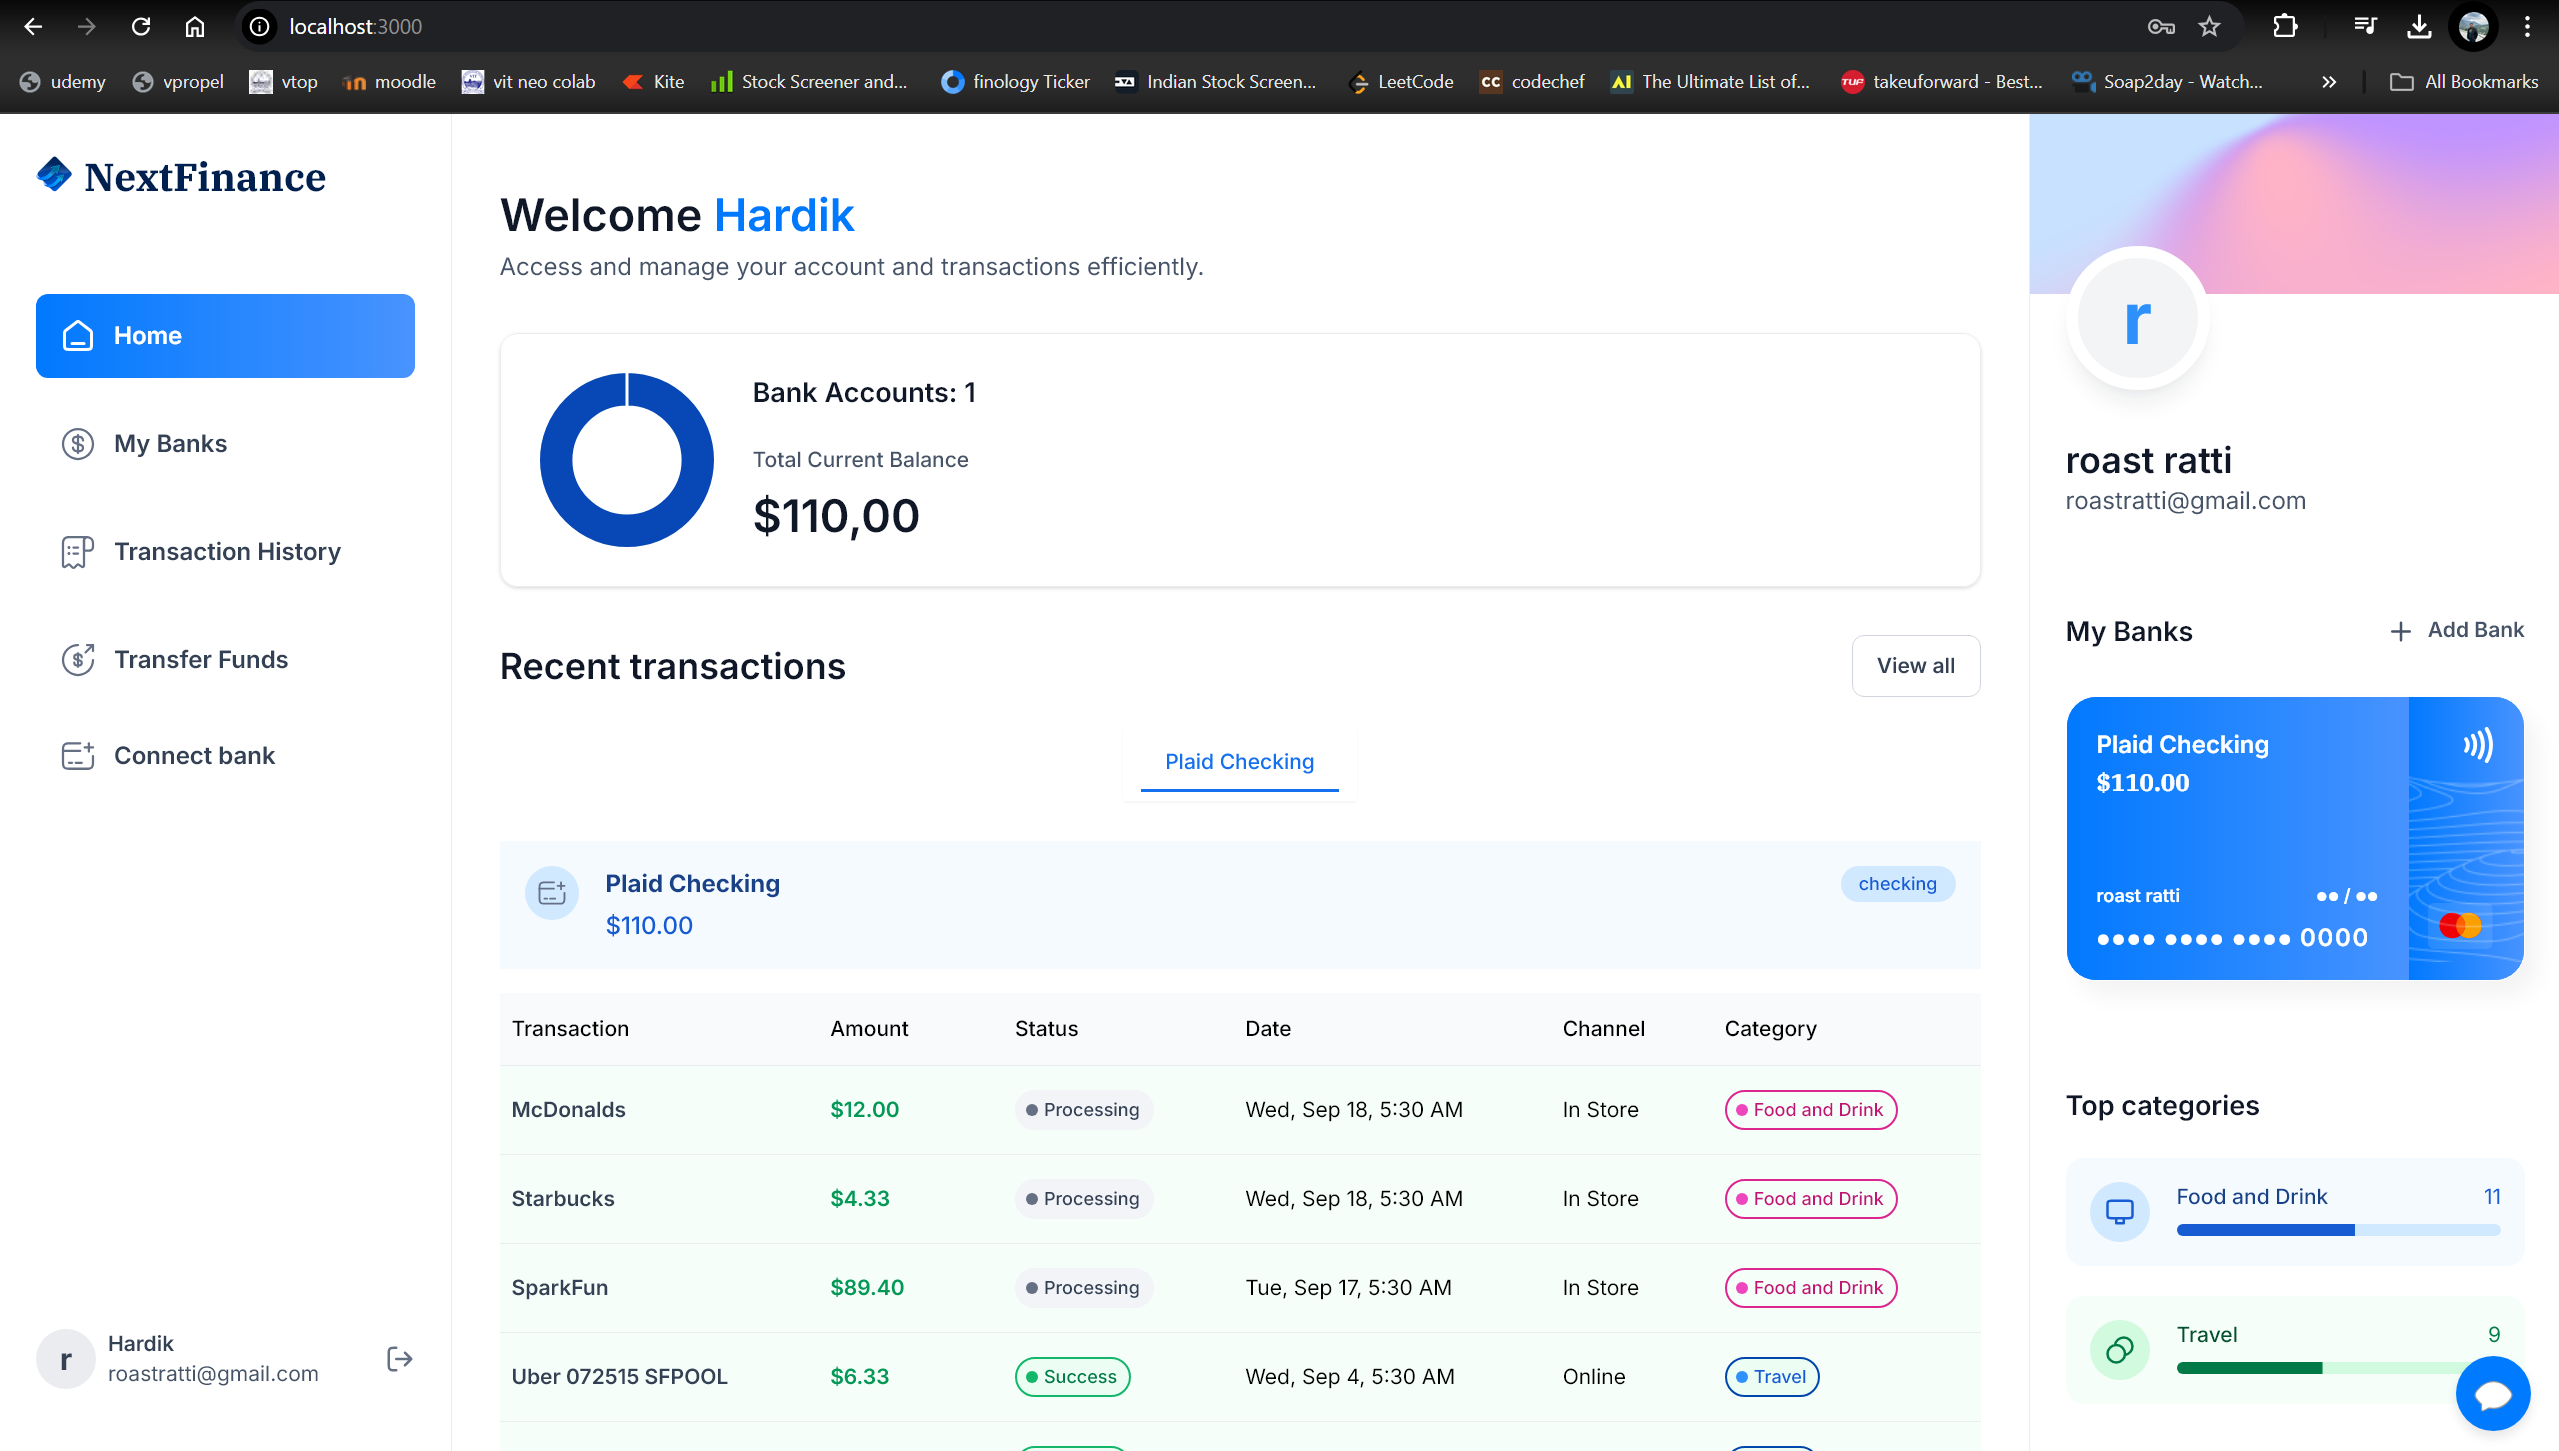 localhost:3000
udemy vpropel vtop moodle vit neo colab Kite Stock Screener and... finology Ticker Indian Stock Screen... LeetCode codechef The Ultimate List of... takeuforward - Best... Soap2day - Watch... All Bookmarks
NextFinance
Home
My Banks
Transaction History
Transfer Funds
Connect bank
r
Hardik
roastratti@gmail.com
Welcome Hardik
Access and manage your account and transactions efficiently.
Bank Accounts: 1
Total Current Balance
$110,00
Recent transactions
View all
Plaid Checking
Plaid Checking
checking
$110.00
Transaction Amount Status Date Channel Category
McDonalds $12.00 Processing Wed, Sep 18, 5:30 AM In Store Food and Drink
Starbucks $4.33 Processing Wed, Sep 18, 5:30 AM In Store Food and Drink
SparkFun $89.40 Processing Tue, Sep 17, 5:30 AM In Store Food and Drink
Uber 072515 SFPOOL $6.33 Success Wed, Sep 4, 5:30 AM Online Travel
r
roast ratti
roastratti@gmail.com
My Banks
+ Add Bank
Plaid Checking
$110.00
roast ratti ●● / ●●
●●●● ●●●● ●●●● 0000
Top categories
Food and Drink 11
Travel 9